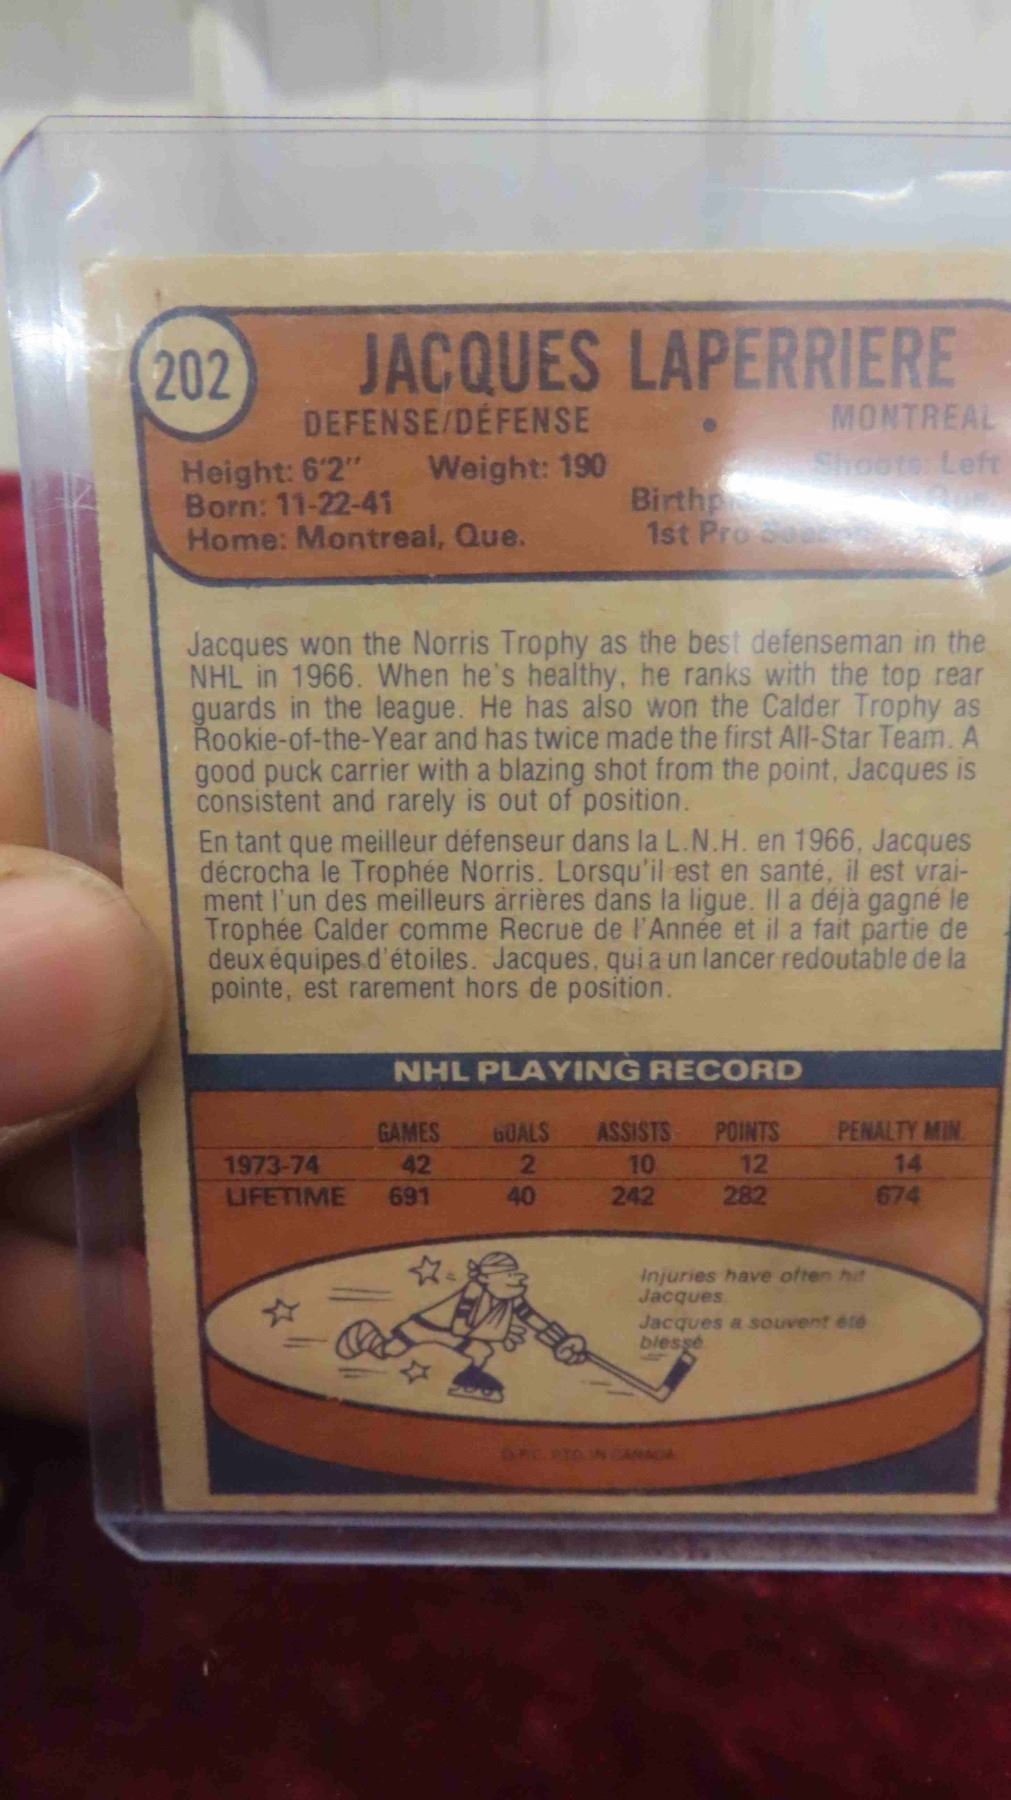 202
JACQUES LAPERRIERE
DEFENSE/DÉFENSE • MONTREAL
Height: 6'2" Weight: 190 Shoots: Left
Born: 11-22-41 Que.
Home: Montreal, Que. 1st Pro
Jacques won the Norris Trophy as the best defenseman in the
NHL in 1966. When he's healthy, he ranks with the top rear
guards in the league. He has also won the Calder Trophy as
Rookie-of-the-Year and has twice made the first All-Star Team. A
good puck carrier with a blazing shot from the point, Jacques is
consistent and rarely is out of position.
En tant que meilleur défenseur dans la L.N.H. en 1966, Jacques
décrocha le Trophée Norris. Lorsqu'il est en santé, il est vrai-
ment l'un des meilleurs arrières dans la ligue. Il a déjà gagné le
Trophée Calder comme Recrue de l'Année et il a fait partie de
deux équipes d'étoiles. Jacques, qui a un lancer redoutable de la
pointe, est rarement hors de position.
NHL PLAYING RECORD
GAMES GOALS ASSISTS POINTS PENALTY MIN.
1973-74 42 2 10 12 14
LIFETIME 691 40 242 282 674
Injuries have often hit
Jacques.
Jacques a souvent été
blessé.
O.P.C. PTD. IN CANADA